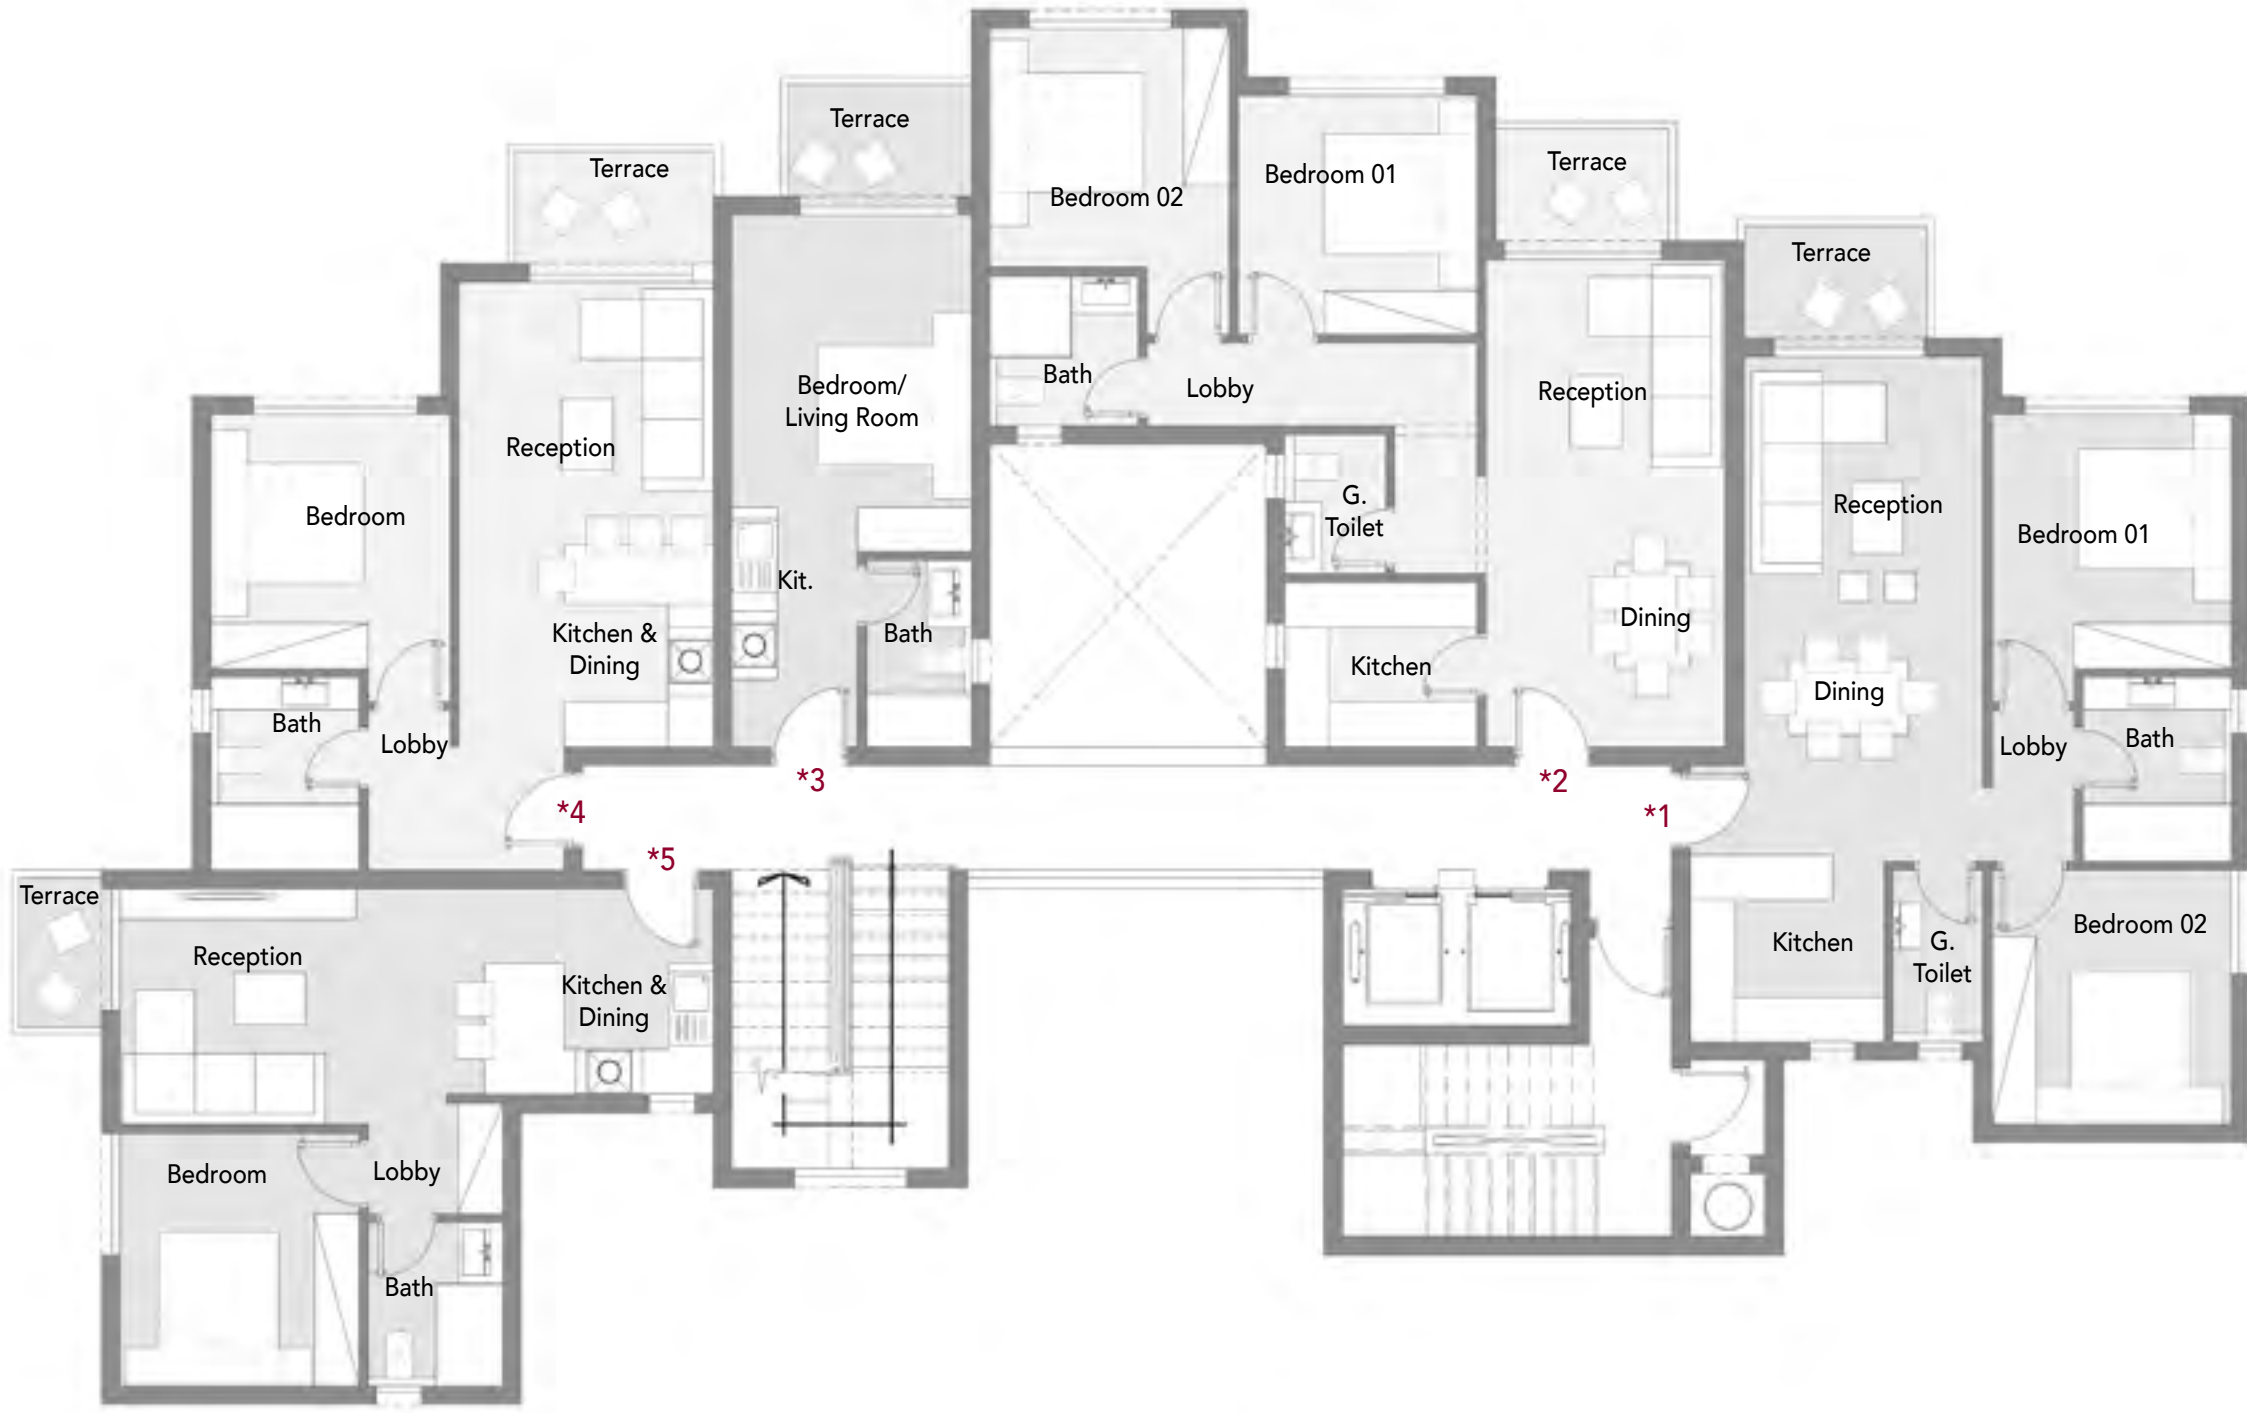 Terrace
Terrace
Terrace
Bedroom 02
Bedroom 01
Terrace
Terrace
Bedroom/
Living Room
Bath
Lobby
Reception
Reception
Bedroom
Reception
Bedroom 01
G.
Toilet
Kit.
Kitchen &
Dining
Bath
Kitchen
Dining
Dining
Bath
Lobby
Lobby
Bath
*3
*2
*4
*1
*5
Terrace
Reception
Kitchen &
Dining
Kitchen
G.
Toilet
Bedroom 02
Bedroom
Lobby
Bath